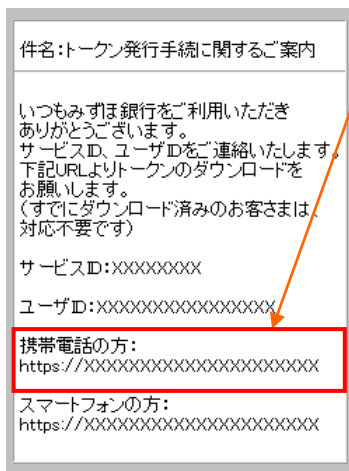 件名：トークン発行手続に関するご案内
いつもみずほ銀行をご利用いただき
ありがとうございます。
サービスID、ユーザIDをご連絡いたします。
下記URLよりトークンのダウンロードを
お願いします。
（すでにダウンロード済みのお客さまは、
対応不要です）
サービスID：XXXXXXXX
ユーザID：XXXXXXXXXXXXXXXXX
携帯電話の方：
https://XXXXXXXXXXXXXXXXXXXXXX
スマートフォンの方：
https://XXXXXXXXXXXXXXXXXXXXXX